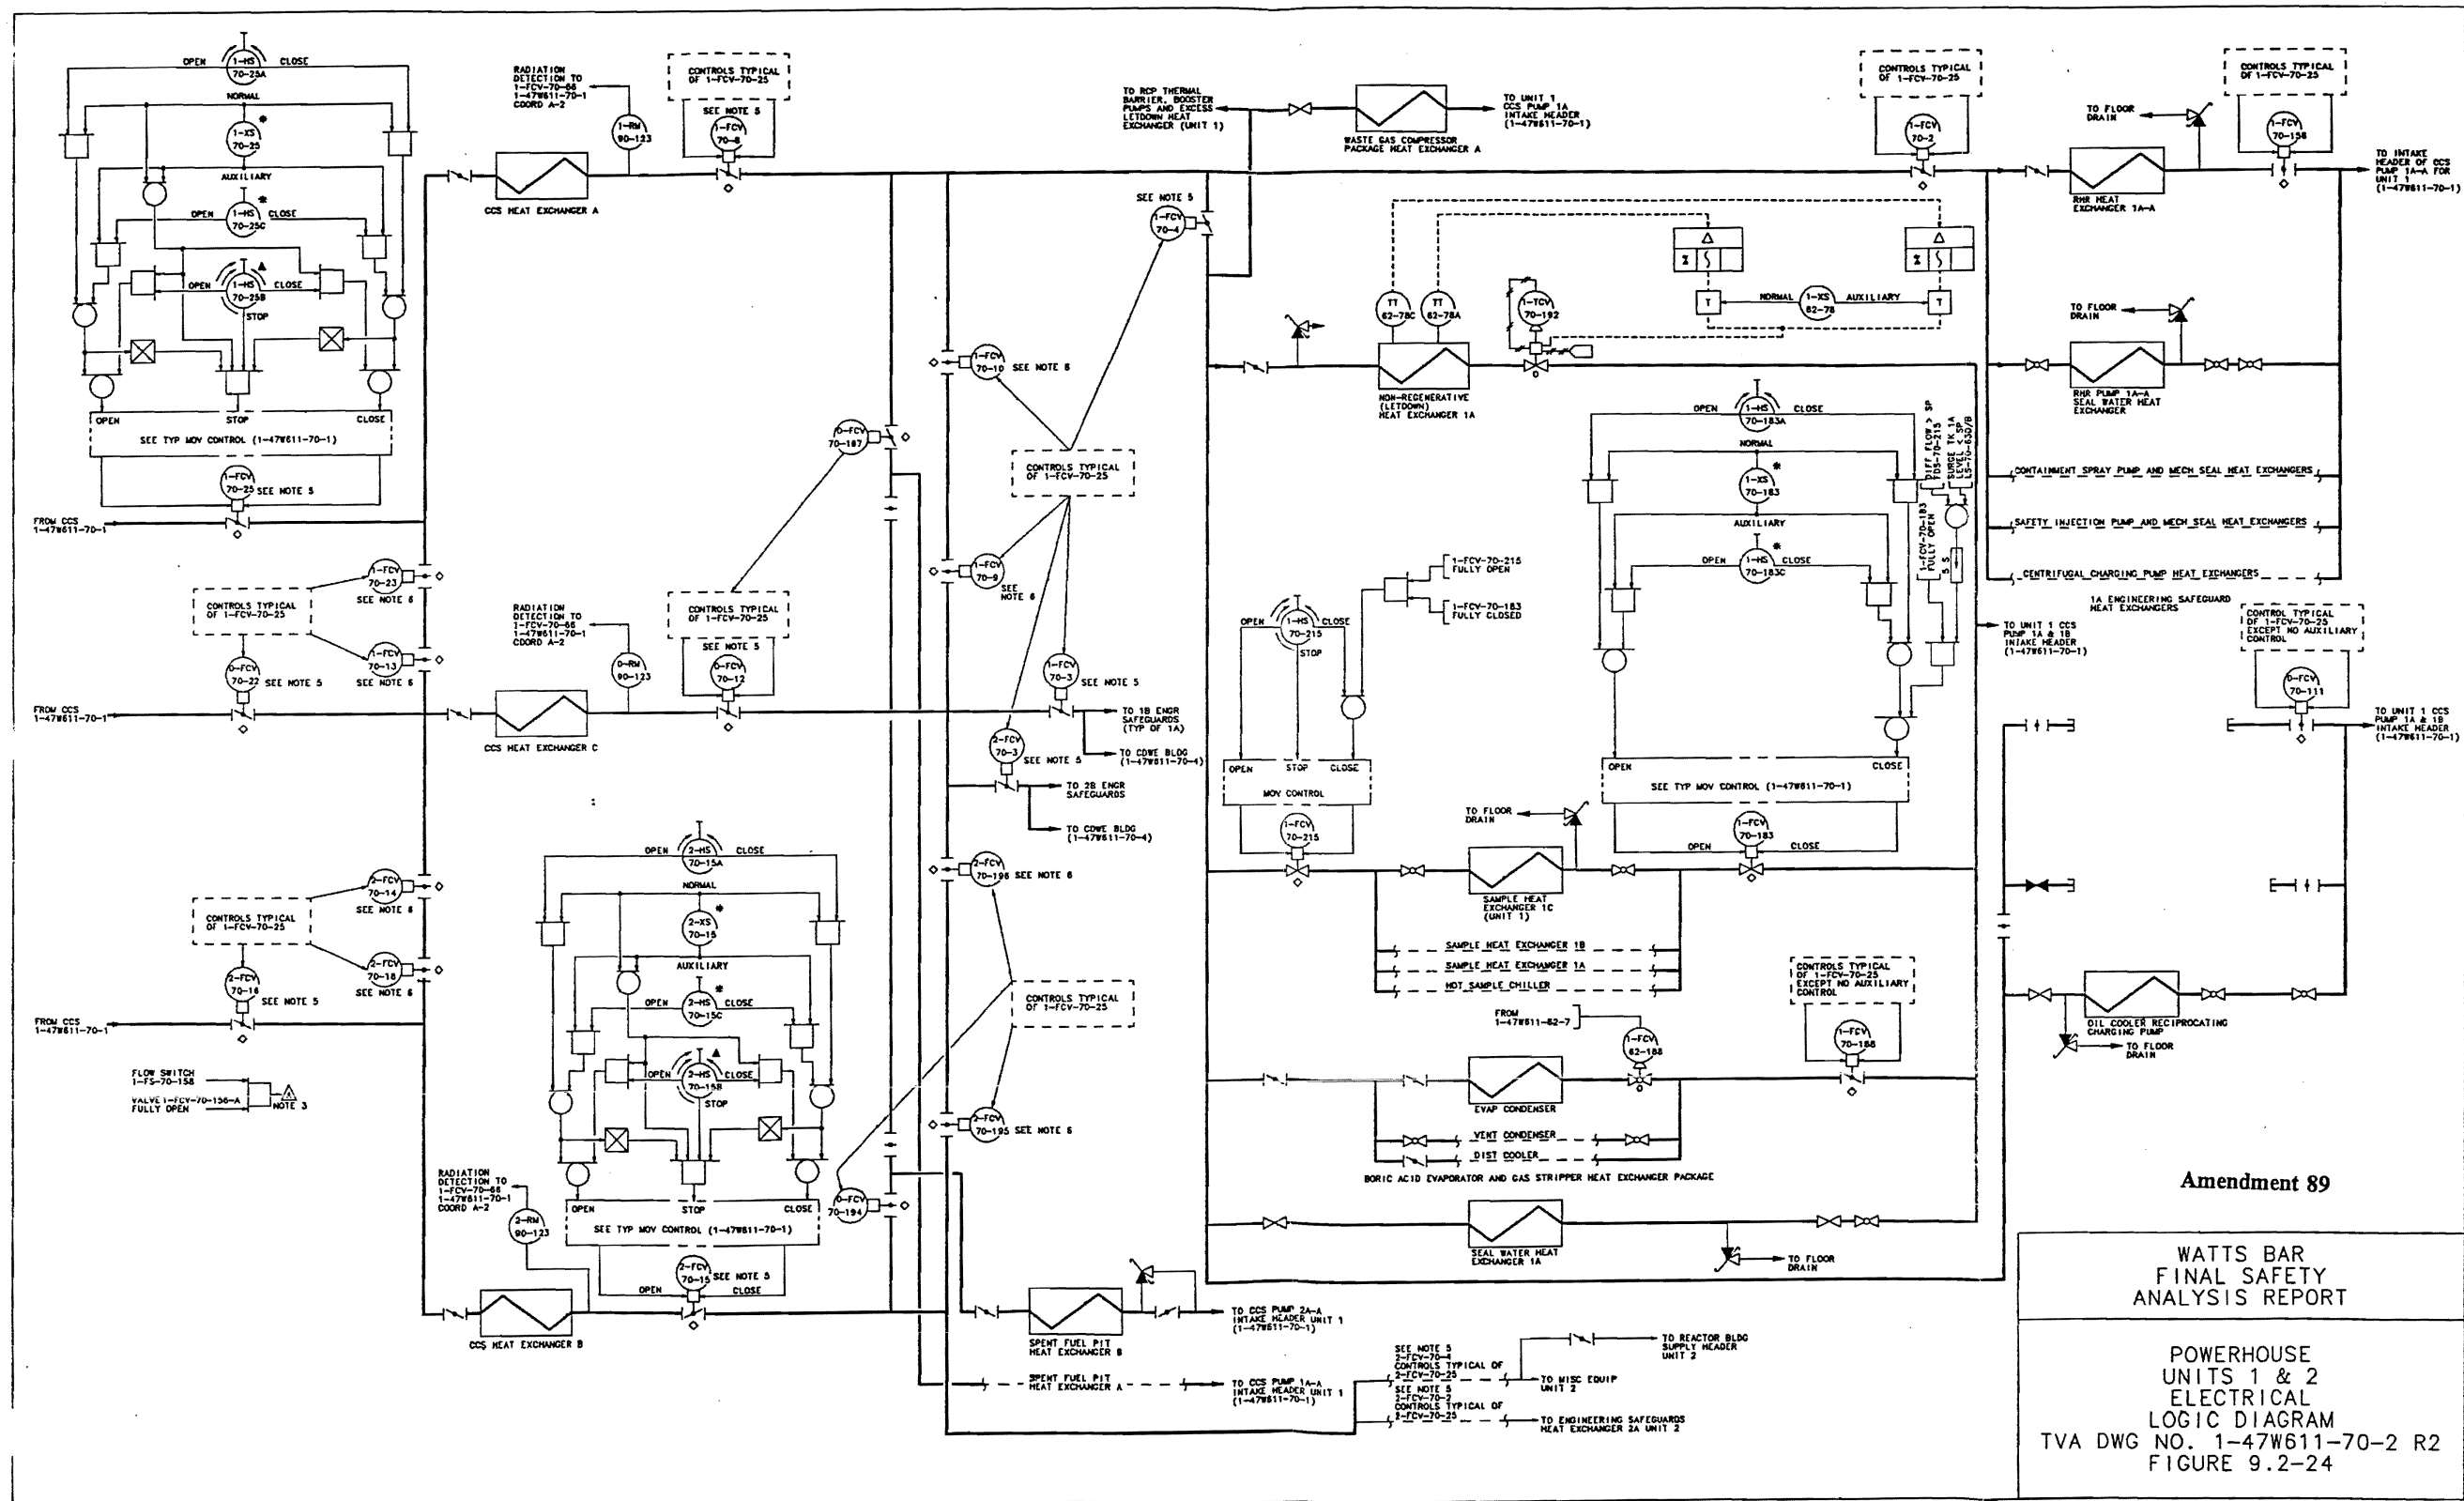 OPEN
1-HS
70-25A
CLOSE
NORMAL
1-XS
70-25
*
AUXILIARY
OPEN
1-HS
70-25C
*
CLOSE
OPEN
1-HS
70-25B
CLOSE
STOP
OPEN
STOP
CLOSE
SEE TYP MOV CONTROL (1-47W611-70-1)
1-FCV
70-25
SEE NOTE 5
FROM CCS
1-47W611-70-1
RADIATION
DETECTION TO
1-FCV-70-66
1-47W611-70-1
COORD A-2
1-RM
90-123
CCS HEAT EXCHANGER A
CONTROLS TYPICAL
OF 1-FCV-70-25
SEE NOTE 5
1-FCV
70-8
CONTROLS TYPICAL
OF 1-FCV-70-25
1-FCV
70-23
SEE NOTE 6
1-FCV
70-13
SEE NOTE 6
0-FCV
70-22
SEE NOTE 5
FROM CCS
1-47W611-70-1
RADIATION
DETECTION TO
1-FCV-70-66
1-47W611-70-1
COORD A-2
0-RM
90-123
CCS HEAT EXCHANGER C
CONTROLS TYPICAL
OF 1-FCV-70-25
SEE NOTE 5
0-FCV
70-12
0-FCV
70-197
CONTROLS TYPICAL
OF 1-FCV-70-25
2-FCV
70-14
SEE NOTE 6
2-FCV
70-18
SEE NOTE 6
2-FCV
70-16
SEE NOTE 5
FROM CCS
1-47W611-70-1
FLOW SWITCH
1-FS-70-158
VALVE 1-FCV-70-156-A
FULLY OPEN
A
NOTE 3
OPEN
2-HS
70-15A
CLOSE
NORMAL
2-XS
70-15
*
AUXILIARY
OPEN
2-HS
70-15C
*
CLOSE
OPEN
2-HS
70-15B
CLOSE
STOP
OPEN
STOP
CLOSE
SEE TYP MOV CONTROL (1-47W611-70-1)
2-FCV
70-15
SEE NOTE 5
OPEN
CLOSE
RADIATION
DETECTION TO
1-FCV-70-66
1-47W611-70-1
COORD A-2
2-RM
90-123
CCS HEAT EXCHANGER B
1-FCV
70-10
SEE NOTE 6
CONTROLS TYPICAL
OF 1-FCV-70-25
1-FCV
70-9
SEE
NOTE 6
1-FCV
70-3
SEE NOTE 5
TO 1B ENGR
SAFEGUARDS
(TYP OF 1A)
TO CDWE BLDG
(1-47W611-70-4)
2-FCV
70-3
SEE NOTE 5
TO 2B ENGR
SAFEGUARDS
TO CDWE BLDG
(1-47W611-70-4)
2-FCV
70-196
SEE NOTE 6
CONTROLS TYPICAL
OF 1-FCV-70-25
2-FCV
70-195
SEE NOTE 6
0-FCV
70-194
SPENT FUEL PIT
HEAT EXCHANGER B
TO CCS PUMP 2A-A
INTAKE HEADER UNIT 1
(1-47W611-70-1)
SPENT FUEL PIT
HEAT EXCHANGER A
TO CCS PUMP 1A-A
INTAKE HEADER UNIT 1
(1-47W611-70-1)
SEE NOTE 5
2-FCV-70-4
CONTROLS TYPICAL OF
2-FCV-70-25
SEE NOTE 5
2-FCV-70-2
CONTROLS TYPICAL OF
2-FCV-70-25
TO REACTOR BLDG
SUPPLY HEADER
UNIT 2
TO MISC EQUIP
UNIT 2
TO ENGINEERING SAFEGUARDS
HEAT EXCHANGER 2A UNIT 2
TO RCP THERMAL
BARRIER, BOOSTER
PUMPS AND EXCESS
LETDOWN HEAT
EXCHANGER (UNIT 1)
WASTE GAS COMPRESSOR
PACKAGE HEAT EXCHANGER A
TO UNIT 1
CCS PUMP 1A
INTAKE HEADER
(1-47W611-70-1)
SEE NOTE 5
1-FCV
70-4
TT
62-78C
TT
62-78A
NON-REGENERATIVE
(LETDOWN)
HEAT EXCHANGER 1A
1-TCV
70-192
T
NORMAL
1-XS
62-78
AUXILIARY
T
OPEN
1-HS
70-183A
CLOSE
NORMAL
1-XS
70-183
*
AUXILIARY
OPEN
1-HS
70-183C
*
CLOSE
DIFF FLOW > SP
FDS-70-215
SURGE TK 1A
LEVEL < SP
LS-70-63D/B
1-FCV-70-183
FULLY OPEN
5 S
OPEN
CLOSE
SEE TYP MOV CONTROL (1-47W611-70-1)
OPEN
1-FCV
70-183
CLOSE
1-FCV-70-215
FULLY OPEN
1-FCV-70-183
FULLY CLOSED
OPEN
1-HS
70-215
CLOSE
STOP
OPEN
STOP
CLOSE
MOV CONTROL
1-FCV
70-215
TO FLOOR
DRAIN
SAMPLE HEAT
EXCHANGER 1C
(UNIT 1)
SAMPLE HEAT EXCHANGER 1B
SAMPLE HEAT EXCHANGER 1A
HOT SAMPLE CHILLER
FROM
1-47W611-62-7
1-FCV
62-188
EVAP CONDENSER
VENT CONDENSER
DIST COOLER
BORIC ACID EVAPORATOR AND GAS STRIPPER HEAT EXCHANGER PACKAGE
CONTROLS TYPICAL
OF 1-FCV-70-25
EXCEPT NO AUXILIARY
CONTROL
1-FCV
70-188
SEAL WATER HEAT
EXCHANGER 1A
TO FLOOR
DRAIN
CONTROLS TYPICAL
OF 1-FCV-70-25
1-FCV
70-2
CONTROLS TYPICAL
OF 1-FCV-70-25
TO FLOOR
DRAIN
1-FCV
70-156
RHR HEAT
EXCHANGER 1A-A
TO INTAKE
HEADER OF CCS
PUMP 1A-A FOR
UNIT 1
(1-47W611-70-1)
TO FLOOR
DRAIN
RHR PUMP 1A-A
SEAL WATER HEAT
EXCHANGER
CONTAINMENT SPRAY PUMP AND MECH SEAL HEAT EXCHANGERS
SAFETY INJECTION PUMP AND MECH SEAL HEAT EXCHANGERS
CENTRIFUGAL CHARGING PUMP HEAT EXCHANGERS
1A ENGINEERING SAFEGUARD
HEAT EXCHANGERS
TO UNIT 1 CCS
PUMP 1A & 1B
INTAKE HEADER
(1-47W611-70-1)
CONTROL TYPICAL
OF 1-FCV-70-25
EXCEPT NO AUXILIARY
CONTROL
0-FCV
70-111
TO UNIT 1 CCS
PUMP 1A & 1B
INTAKE HEADER
(1-47W611-70-1)
OIL COOLER RECIPROCATING
CHARGING PUMP
TO FLOOR
DRAIN
Amendment 89
WATTS BAR
FINAL SAFETY
ANALYSIS REPORT
POWERHOUSE
UNITS 1 & 2
ELECTRICAL
LOGIC DIAGRAM
TVA DWG NO. 1-47W611-70-2 R2
FIGURE 9.2-24